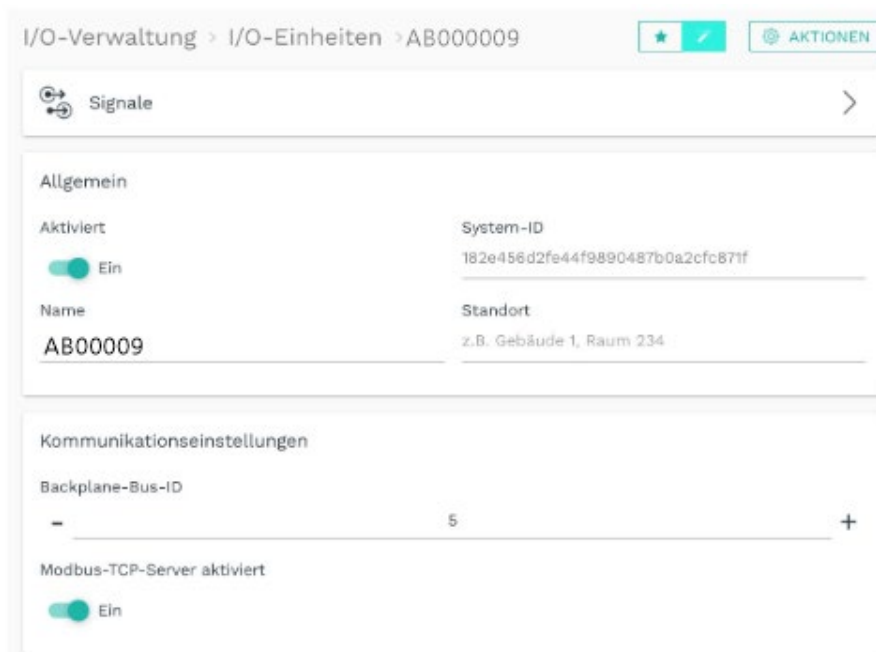 I/O-Verwaltung > I/O-Einheiten >AB000009
AKTIONEN
Signale
Allgemein
Aktiviert
System-ID
Ein
182e456d2fe44f9890487b0a2cfc871f
Name
Standort
AB00009
z.B. Gebäude 1, Raum 234
Kommunikationseinstellungen
Backplane-Bus-ID
- 5 +
Modbus-TCP-Server aktiviert
Ein